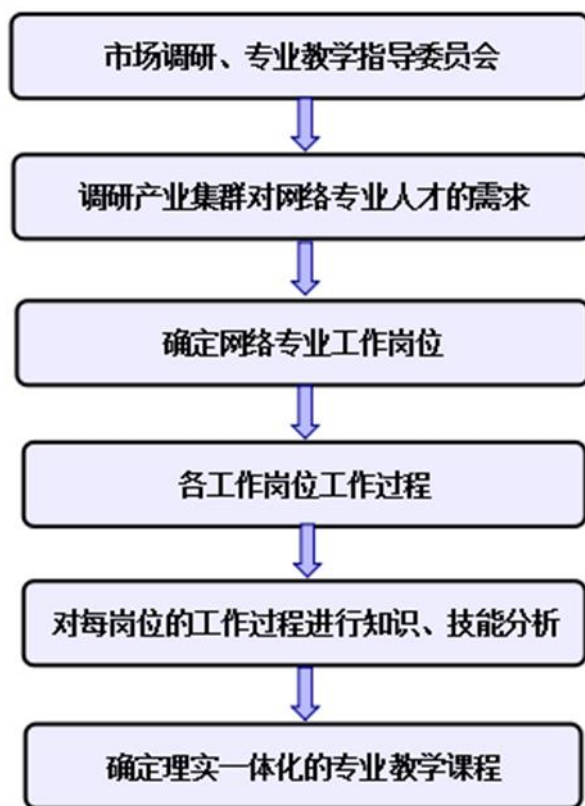 市场调研、专业教学指导委员会
调研产业集群对网络专业人才的需求
确定网络专业工作岗位
各工作岗位工作过程
对每岗位的工作过程进行知识、技能分析
确定理实一体化的专业教学课程